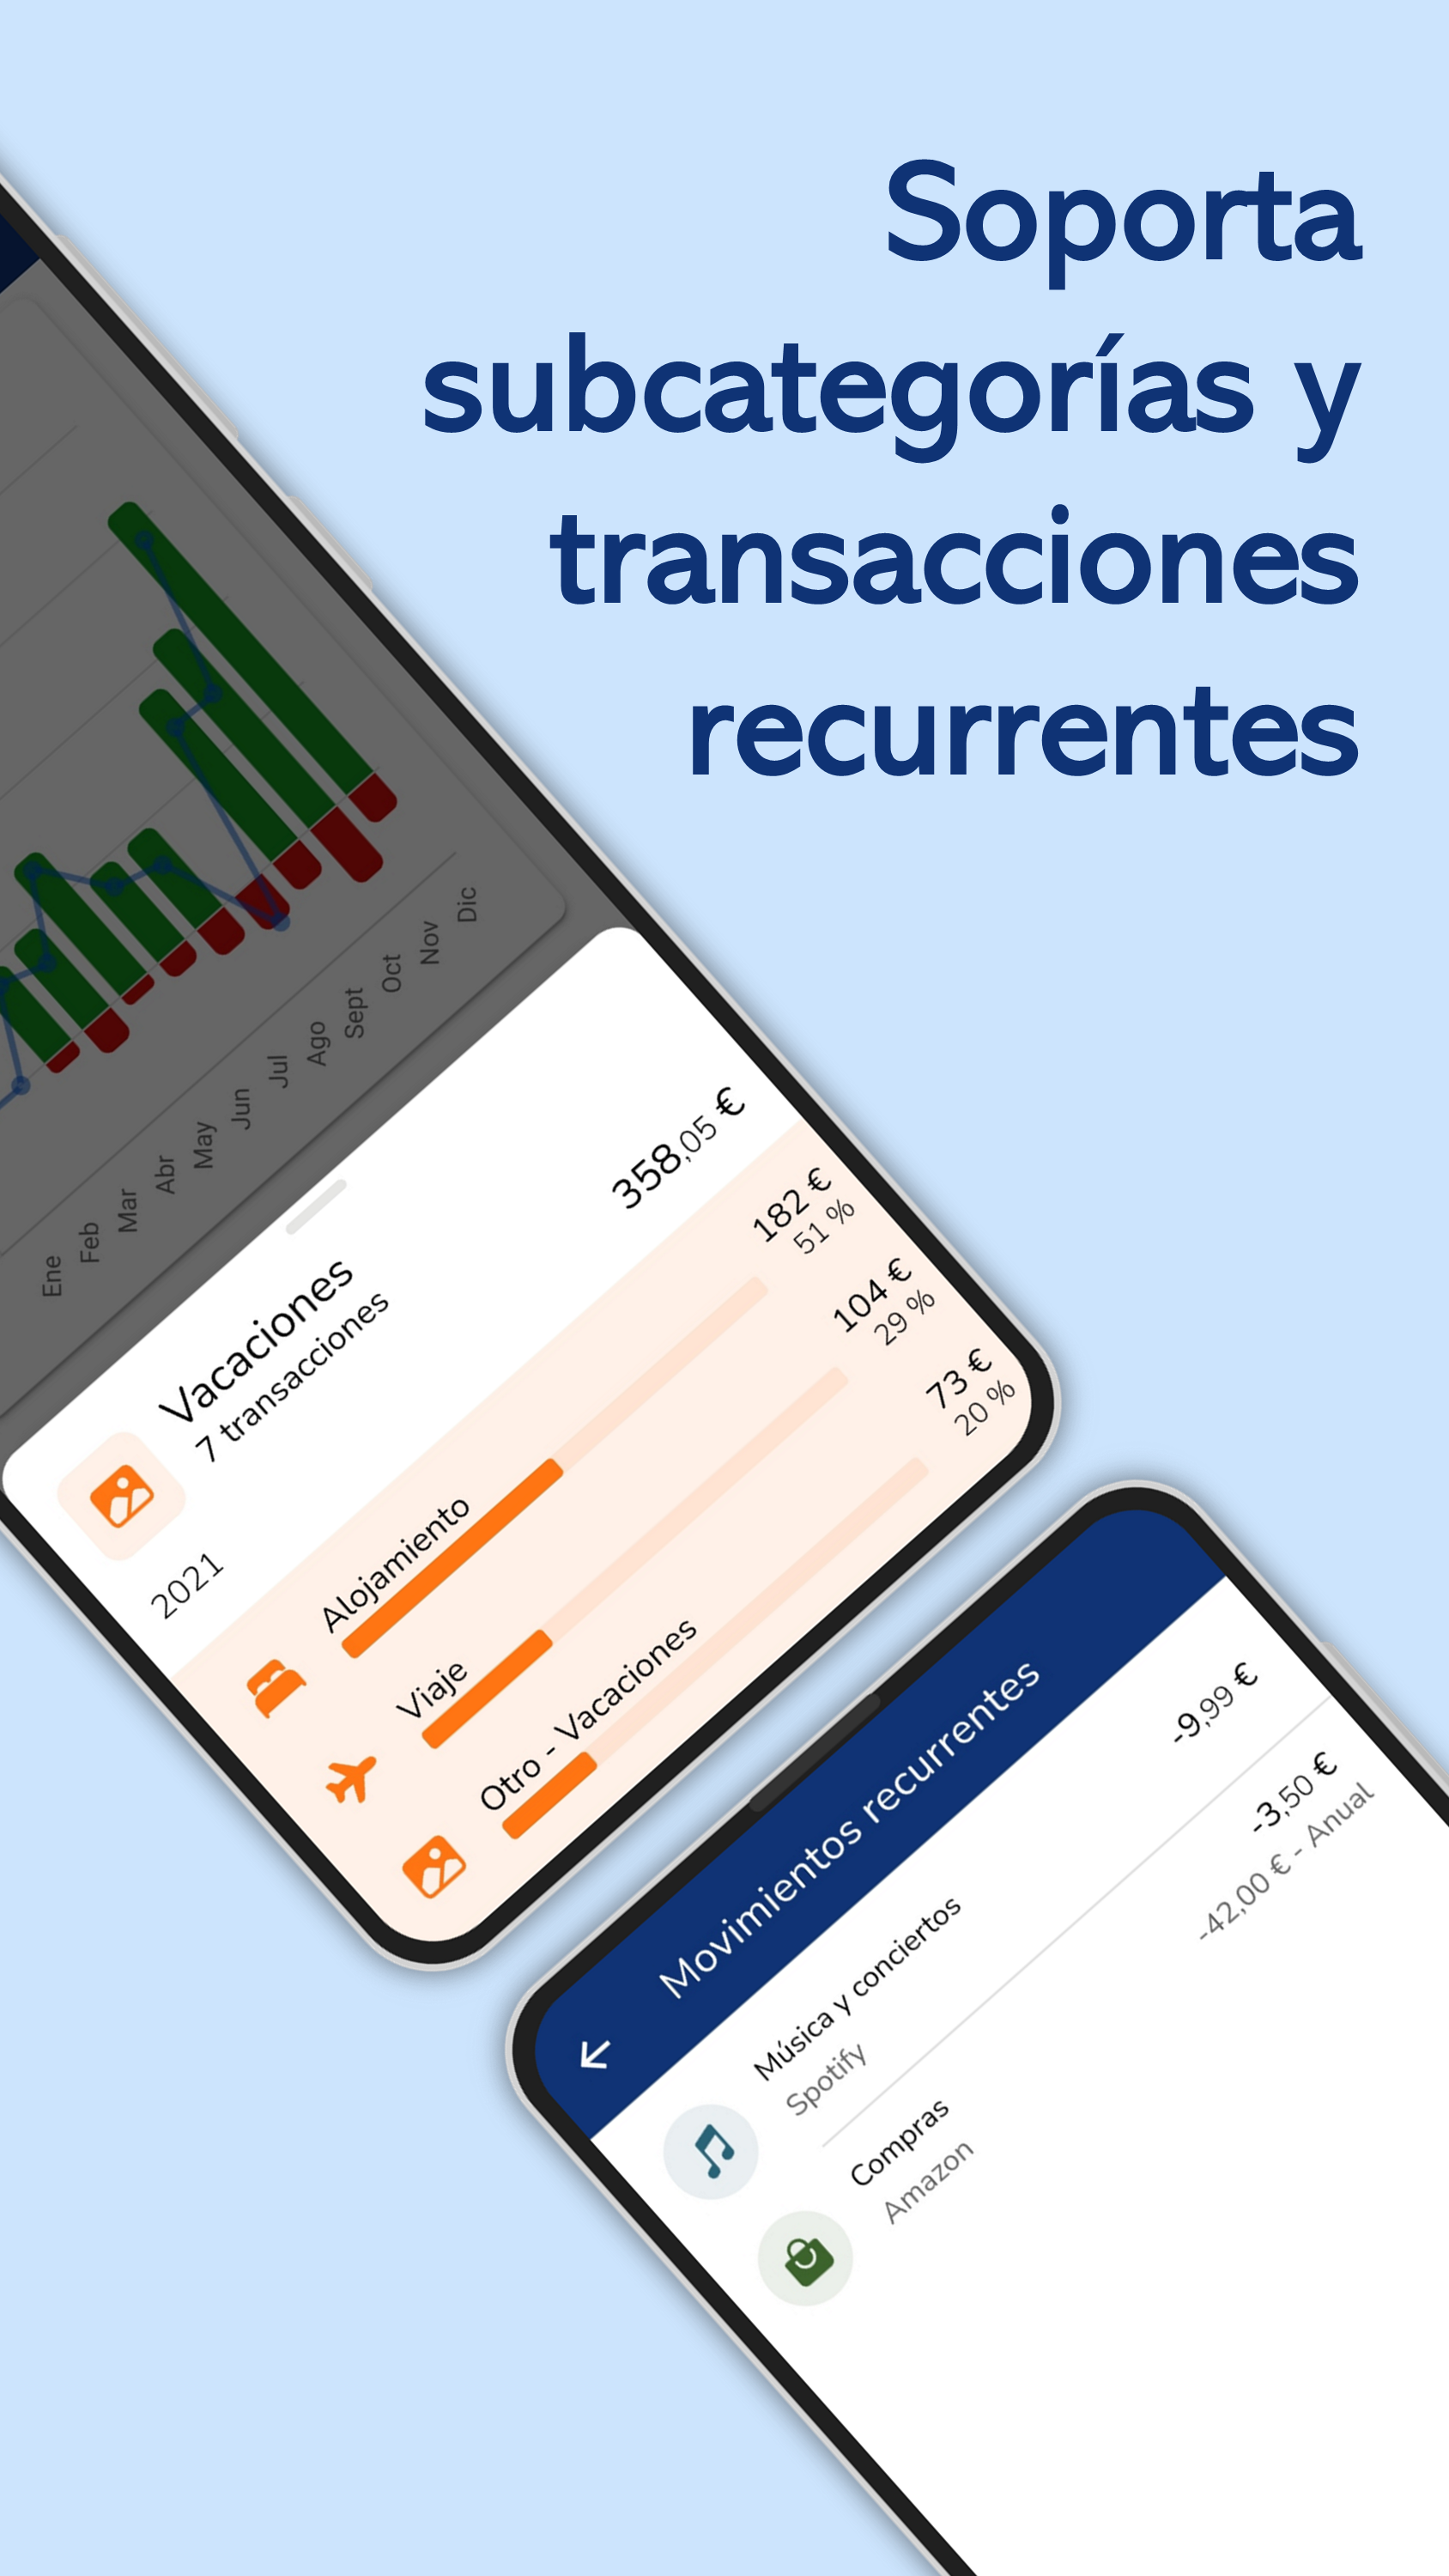 Soporta
subcategorías y
transacciones
recurrentes
Ene
Feb
Mar
Abr
May
Jun
Jul
Ago
Sept
Oct
Nov
Dic
Vacaciones
7 transacciones
358,05 €
2021
Alojamiento
182 €
51 %
Viaje
104 €
29 %
Otro - Vacaciones
73 €
20 %
Movimientos recurrentes
Música y conciertos
-9,99 €
Spotify
Compras
-3,50 €
Amazon
-42,00 € - Anual